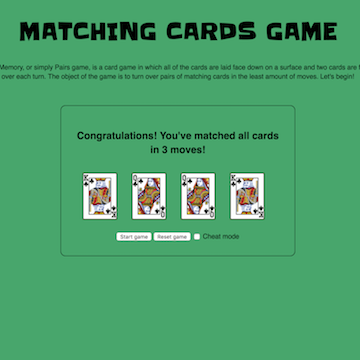 MATCHING CARDS GAME
Memory, or simply Pairs game, is a card game in which all of the cards are laid face down on a surface and two cards are
over each turn. The object of the game is to turn over pairs of matching cards in the least amount of moves. Let's begin!
Congratulations! You've matched all cards
in 3 moves!
K Q Q K
K Q Q K
Start game Reset game Cheat mode